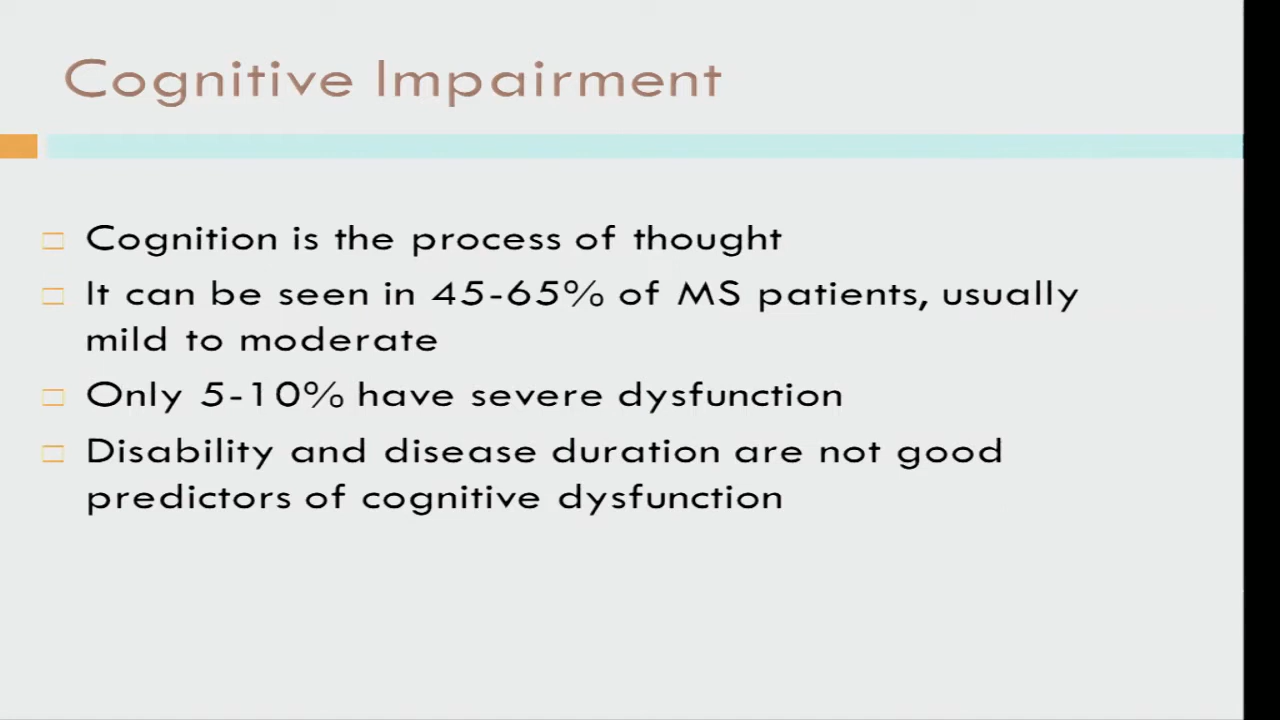 Cognitive Impairment
Cognition is the process of thought
It can be seen in 45-65% of MS patients, usually
mild to moderate
Only 5-10% have severe dysfunction
Disability and disease duration are not good
predictors of cognitive dysfunction